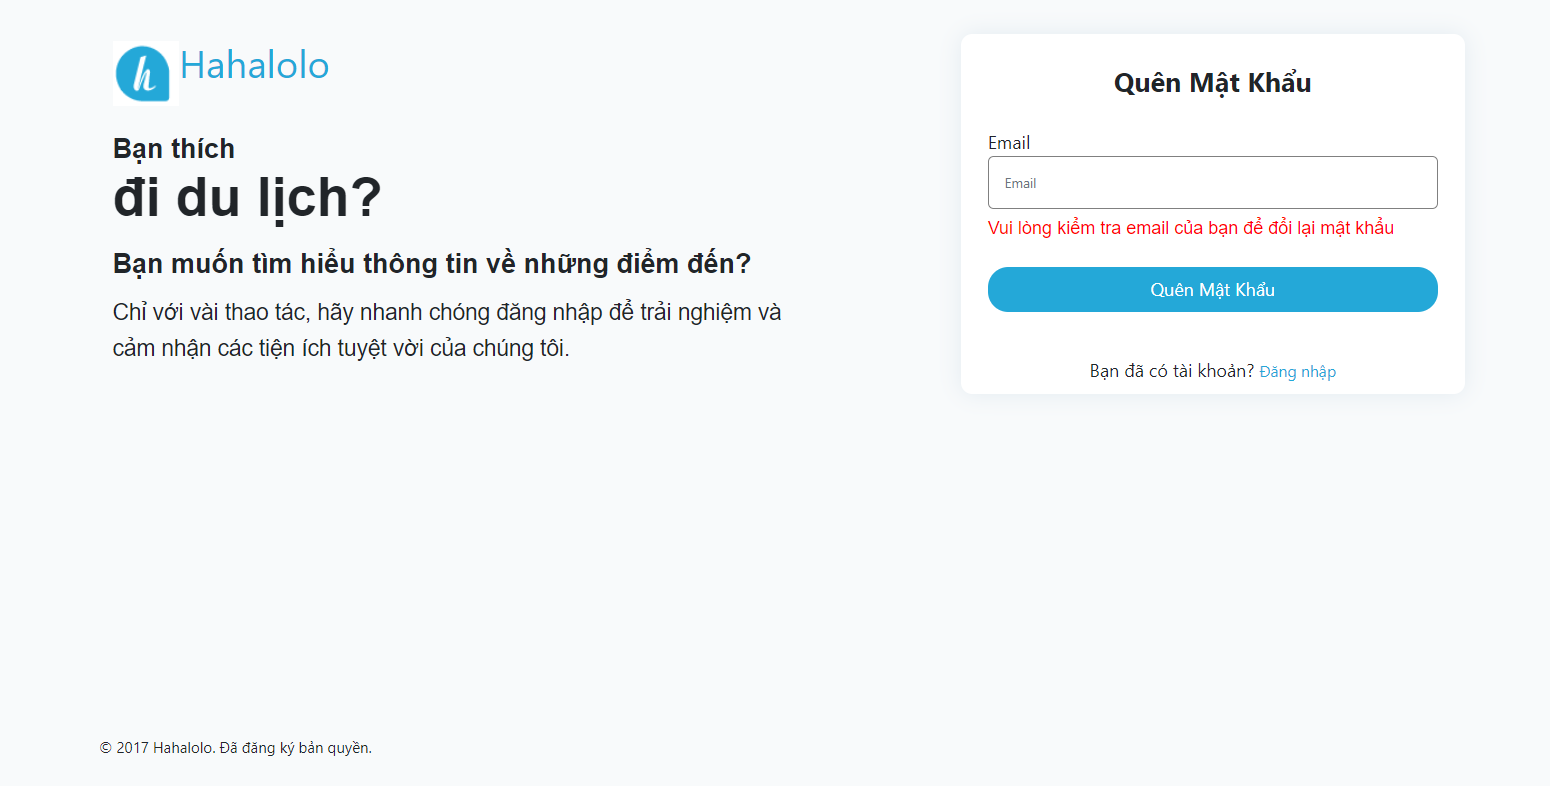 h Hahalolo
Bạn thích
đi du lịch?
Bạn muốn tìm hiểu thông tin về những điểm đến?
Chỉ với vài thao tác, hãy nhanh chóng đăng nhập để trải nghiệm và
cảm nhận các tiện ích tuyệt vời của chúng tôi.
Quên Mật Khẩu
Email
Email
Vui lòng kiểm tra email của bạn để đổi lại mật khẩu
Quên Mật Khẩu
Bạn đã có tài khoản? Đăng nhập
© 2017 Hahalolo. Đã đăng ký bản quyền.